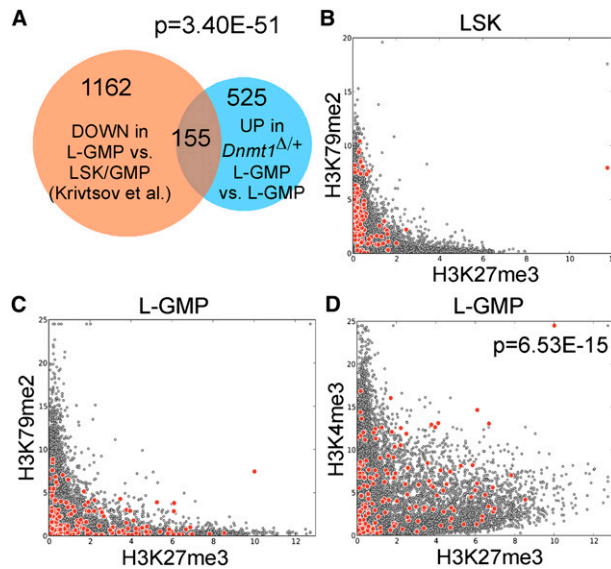 A
p=3.40E-51
1162
525
155
DOWN in
L-GMP vs.
LSK/GMP
(Krivtsov et al.)
UP in
Dnmt1Δ/+
L-GMP
vs. L-GMP
B
LSK
20
15
10
5
0
H3K79me2
0 2 4 6 8 10
H3K27me3
C
L-GMP
25
20
15
10
5
0
H3K79me2
0 2 4 6 8 10 12
H3K27me3
D
L-GMP
p=6.53E-15
25
20
15
10
5
0
H3K4me3
0 2 4 6 8 10 12
H3K27me3